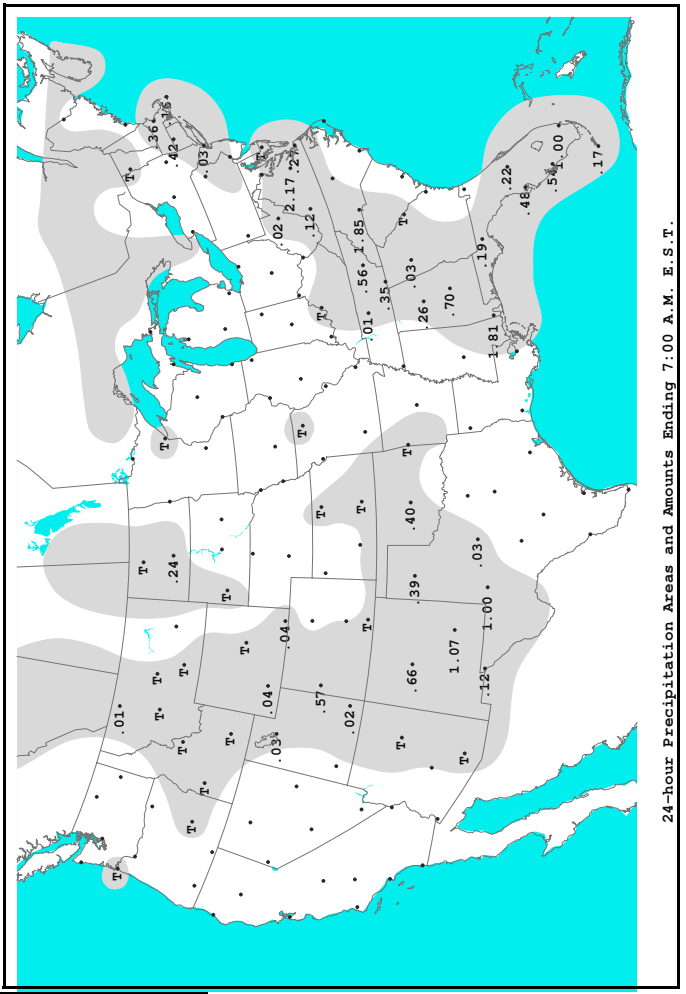 T
.01
T
T
.36
T
T
T
.16
.24
.42
T
T
T
.03
T
T
T
T
T
.04
.03
.02
.04
2.17
.27
T
.12
T
.57
T
.02
1.85
T
.56
T
.01
.35
T
T
T
.40
.03
.66
.39
.26
.70
1.07
T
.03
.19
.12
1.00
1.81
.22
.48
1.00
.17
24-hour Precipitation Areas and Amounts Ending 7:00 A.M. E.S.T.